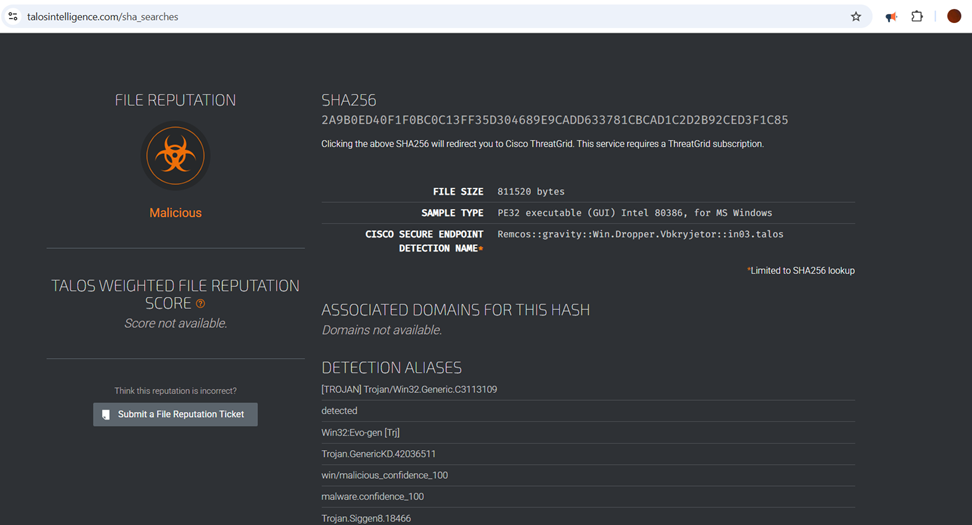 talosintelligence.com/sha_searches
FILE REPUTATION
Malicious
TALOS WEIGHTED FILE REPUTATION
SCORE ?
Score not available.
Think this reputation is incorrect?
Submit a File Reputation Ticket
SHA256
2A9B0ED40F1F0BC0C13FF35D304689E9CADD633781CBCAD1C2D2B92CED3F1C85
Clicking the above SHA256 will redirect you to Cisco ThreatGrid. This service requires a ThreatGrid subscription.
FILE SIZE 811520 bytes
SAMPLE TYPE PE32 executable (GUI) Intel 80386, for MS Windows
CISCO SECURE ENDPOINT Remcos::gravity::Win.Dropper.Vbkryjetor::in03.talos
DETECTION NAME*
*Limited to SHA256 lookup
ASSOCIATED DOMAINS FOR THIS HASH
Domains not available.
DETECTION ALIASES
[TROJAN] Trojan/Win32.Generic.C3113109
detected
Win32:Evo-gen [Trj]
Trojan.GenericKD.42036511
win/malicious_confidence_100
malware.confidence_100
Trojan.Siggen8.18466